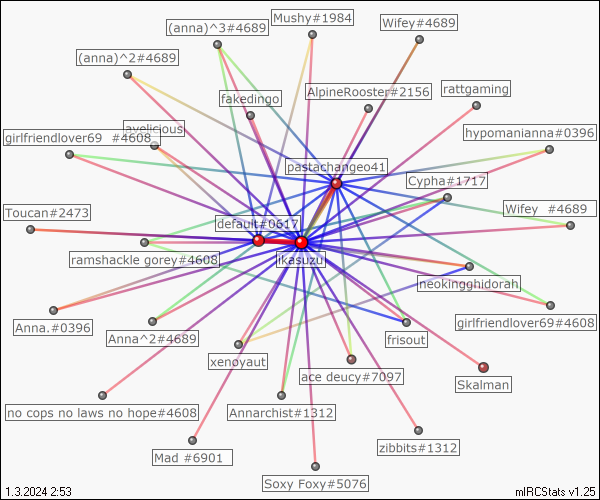 Mushy#1984
(anna)^3#4689
Wifey#4689
(anna)^2#4689
AlpineRooster#2156
rattgaming
fakedingo
ayelicious
girlfriendlover69 #4608
hypomanianna#0396
pastachangeo41
Cypha#1717
Toucan#2473
default#0617
Wifey #4689
ramshackle gorey#4608
ikasuzu
neokingghidorah
Anna.#0396
girlfriendlover69#4608
Anna^2#4689
frisout
xenoyaut
ace deucy#7097
Skalman
no cops no laws no hope#4608
Annarchist#1312
zibbits#1312
Mad #6901
Soxy Foxy#5076
1.3.2024 2:53
mIRCStats v1.25